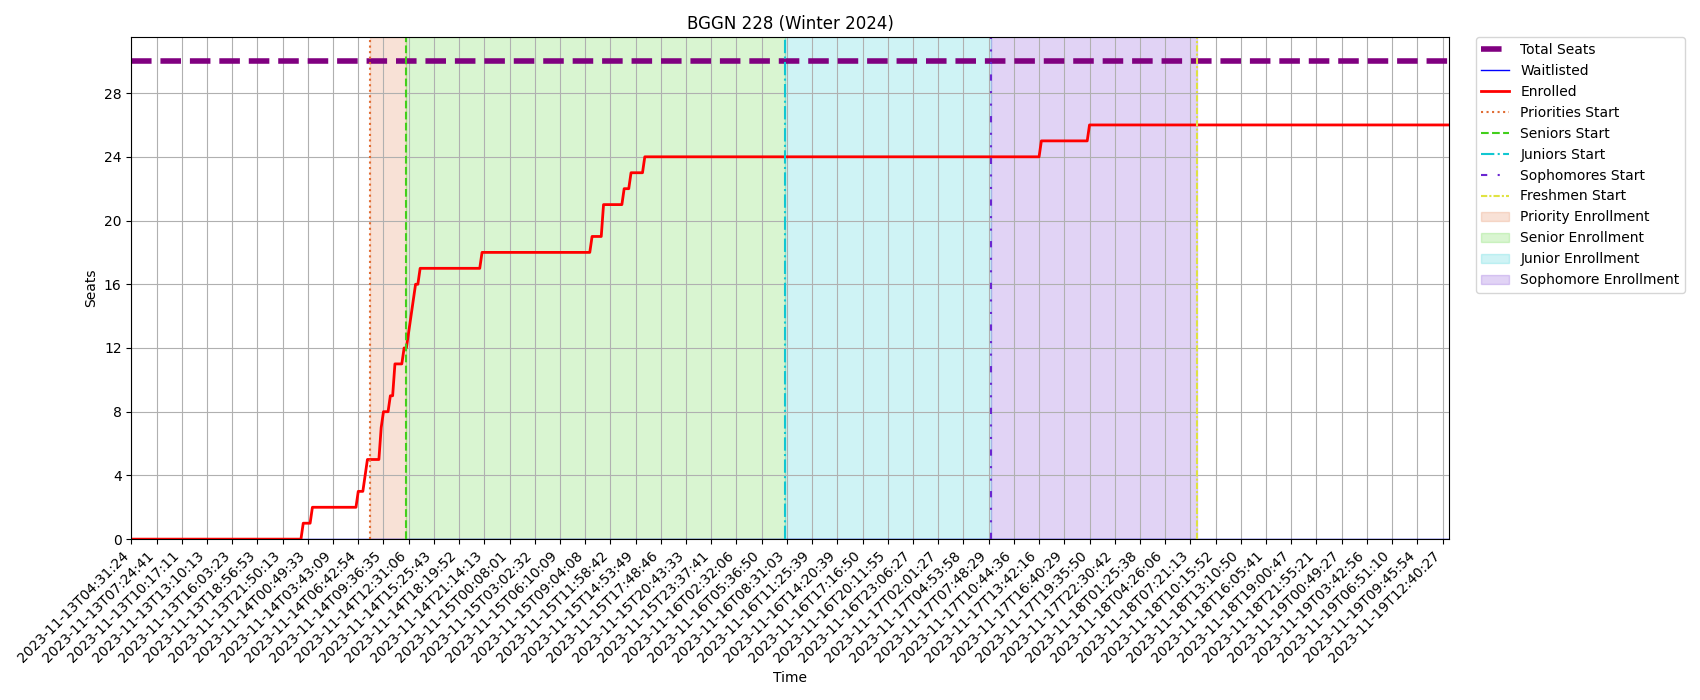 BGGN 228 (Winter 2024)
Seats
28
24
20
16
12
8
4
0
2023-11-13T04:31:24
2023-11-13T07:24:41
2023-11-13T10:17:11
2023-11-13T13:10:13
2023-11-13T16:03:23
2023-11-13T18:56:53
2023-11-13T21:50:13
2023-11-14T00:49:33
2023-11-14T03:43:09
2023-11-14T06:42:54
2023-11-14T09:36:35
2023-11-14T12:31:06
2023-11-14T15:25:43
2023-11-14T18:19:52
2023-11-14T21:14:13
2023-11-15T00:08:01
2023-11-15T03:02:32
2023-11-15T06:10:09
2023-11-15T09:04:08
2023-11-15T11:58:42
2023-11-15T14:53:49
2023-11-15T17:48:46
2023-11-15T20:43:33
2023-11-15T23:37:41
2023-11-16T02:32:06
2023-11-16T05:36:50
2023-11-16T08:31:03
2023-11-16T11:25:39
2023-11-16T14:20:39
2023-11-16T17:16:50
2023-11-16T20:11:55
2023-11-16T23:06:27
2023-11-17T02:01:27
2023-11-17T04:53:58
2023-11-17T07:48:29
2023-11-17T10:44:36
2023-11-17T13:42:16
2023-11-17T16:40:29
2023-11-17T19:35:50
2023-11-17T22:30:42
2023-11-18T01:25:38
2023-11-18T04:26:06
2023-11-18T07:21:13
2023-11-18T10:15:52
2023-11-18T13:10:50
2023-11-18T16:05:41
2023-11-18T19:00:47
2023-11-18T21:55:21
2023-11-19T00:49:27
2023-11-19T03:42:56
2023-11-19T06:51:10
2023-11-19T09:45:54
2023-11-19T12:40:27
Time
Total Seats
Waitlisted
Enrolled
Priorities Start
Seniors Start
Juniors Start
Sophomores Start
Freshmen Start
Priority Enrollment
Senior Enrollment
Junior Enrollment
Sophomore Enrollment